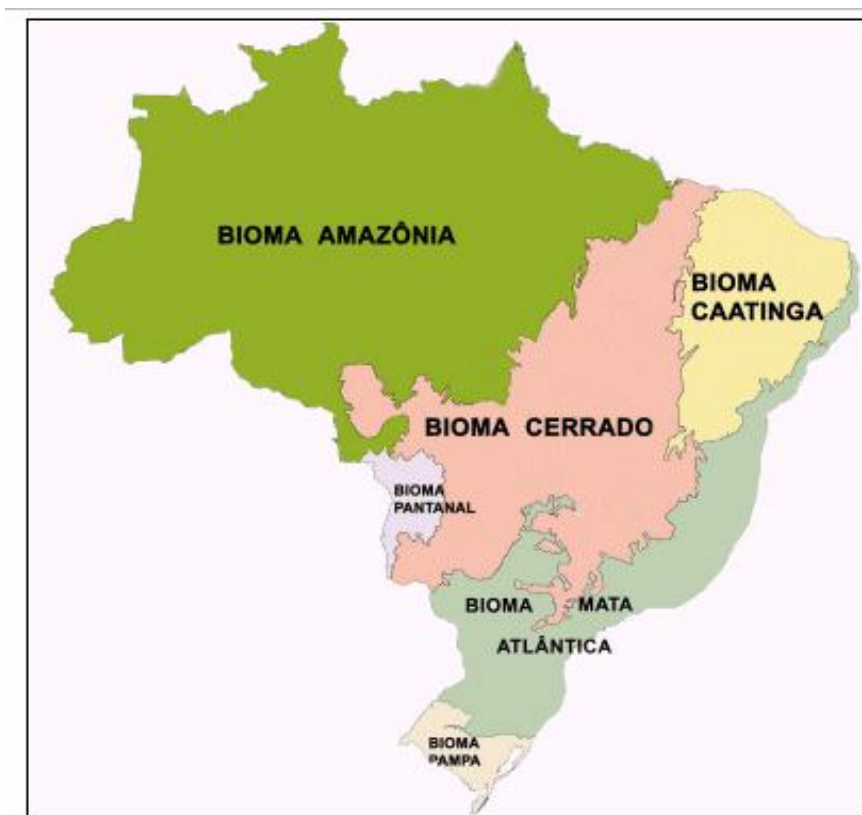 BIOMA AMAZÔNIA
BIOMA
CAATINGA
BIOMA CERRADO
BIOMA
PANTANAL
BIOMA MATA
ATLÂNTICA
BIOMA
PAMPA